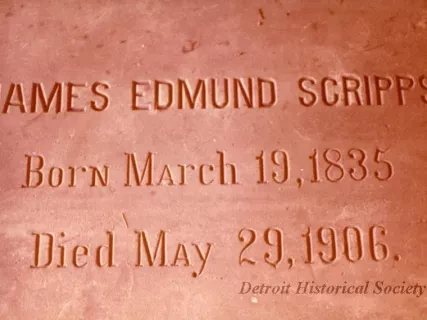 JAMES EDMUND SCRIPPS
Born March 19, 1835
Died May 29, 1906.
Detroit Historical Society